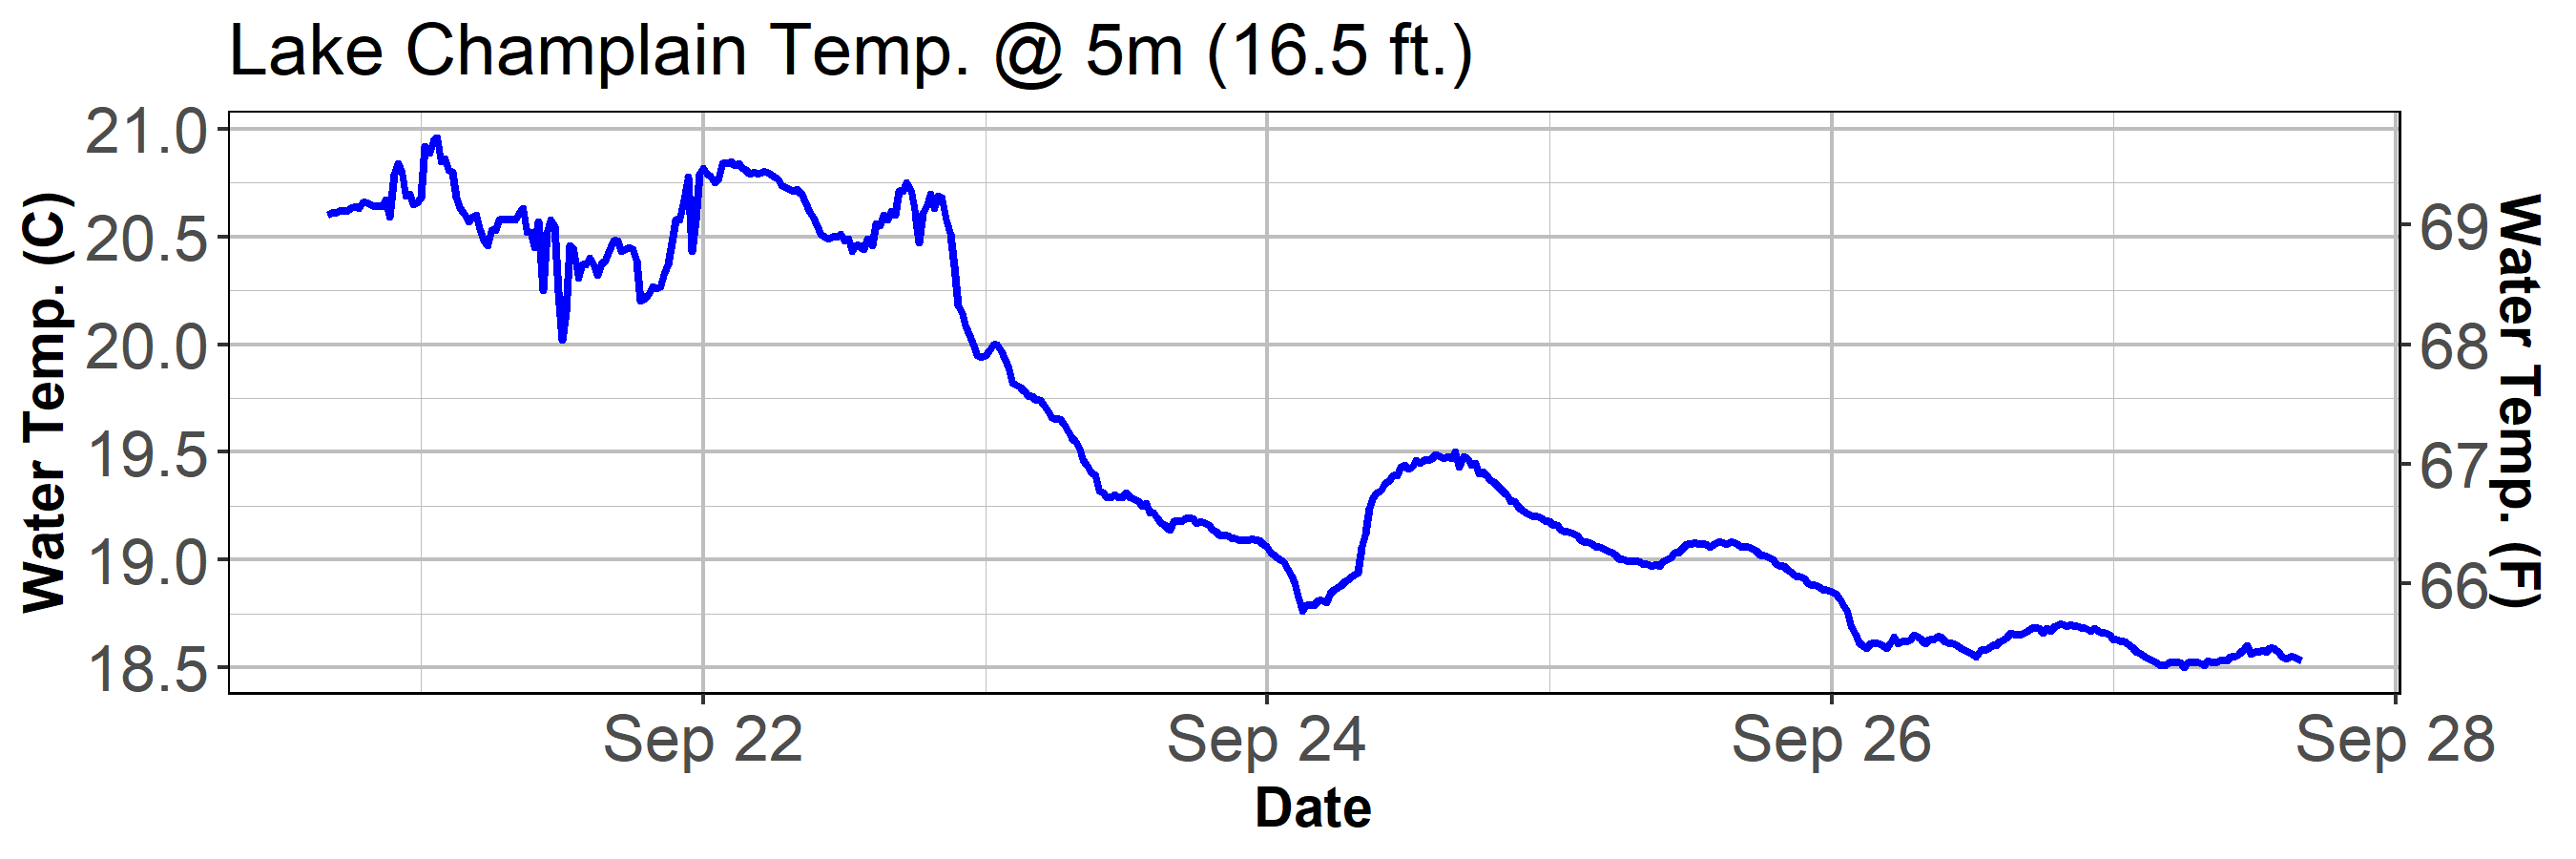 Lake Champlain Temp. @ 5m (16.5 ft.)
Water Temp. (C)
21.0
20.5
20.0
19.5
19.0
18.5
69
68
67
66
Water Temp. (F)
Sep 22
Sep 24
Sep 26
Sep 28
Date